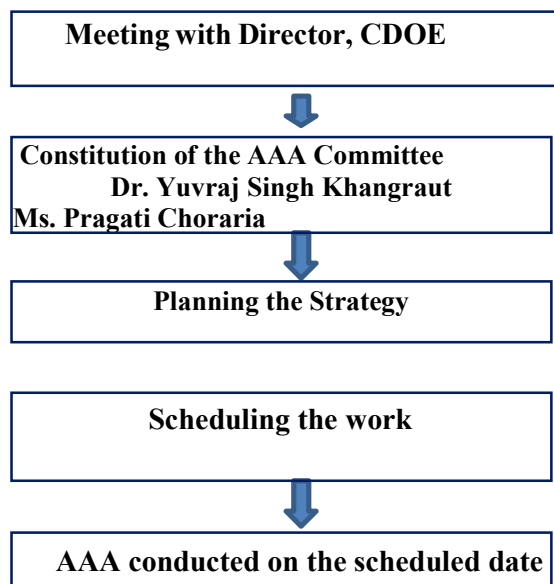 Meeting with Director, CDOE
Constitution of the AAA Committee
Dr. Yuvraj Singh Khangraut
Ms. Pragati Choraria
Planning the Strategy
Scheduling the work
AAA conducted on the scheduled date